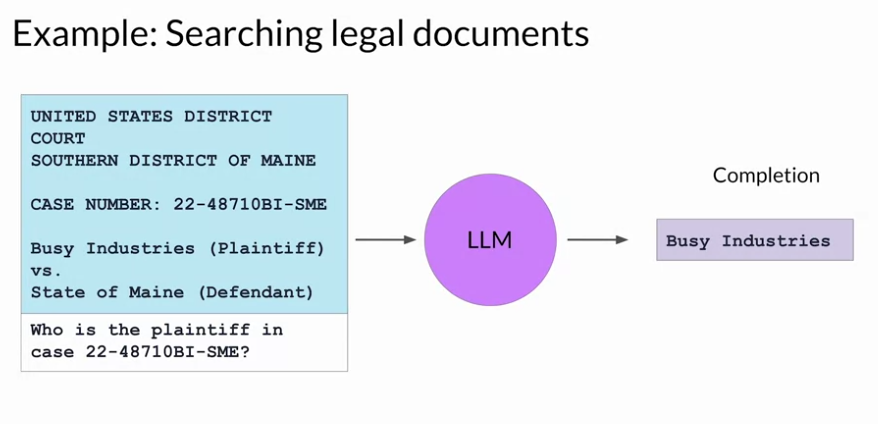 Example: Searching legal documents
UNITED STATES DISTRICT
COURT
SOUTHERN DISTRICT OF MAINE
CASE NUMBER: 22-48710BI-SME
Busy Industries (Plaintiff)
vs.
State of Maine (Defendant)
Who is the plaintiff in
case 22-48710BI-SME?
LLM
Completion
Busy Industries